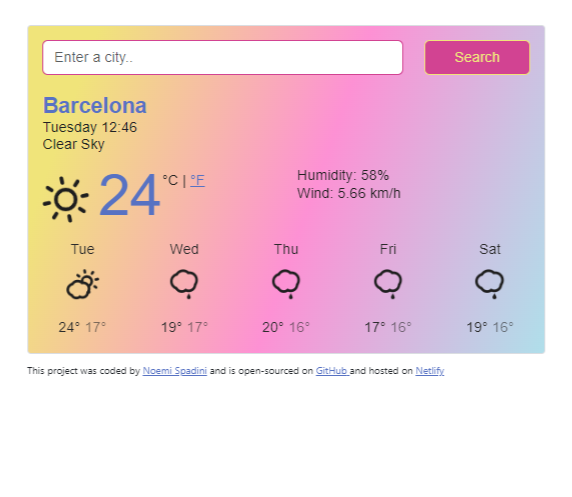 Enter a city..
Search
Barcelona
Tuesday 12:46
Clear Sky
24 °C | °F
Humidity: 58%
Wind: 5.66 km/h
Tue Wed Thu Fri Sat
24° 17° 19° 17° 20° 16° 17° 16° 19° 16°
This project was coded by Noemi Spadini and is open-sourced on GitHub and hosted on Netlify